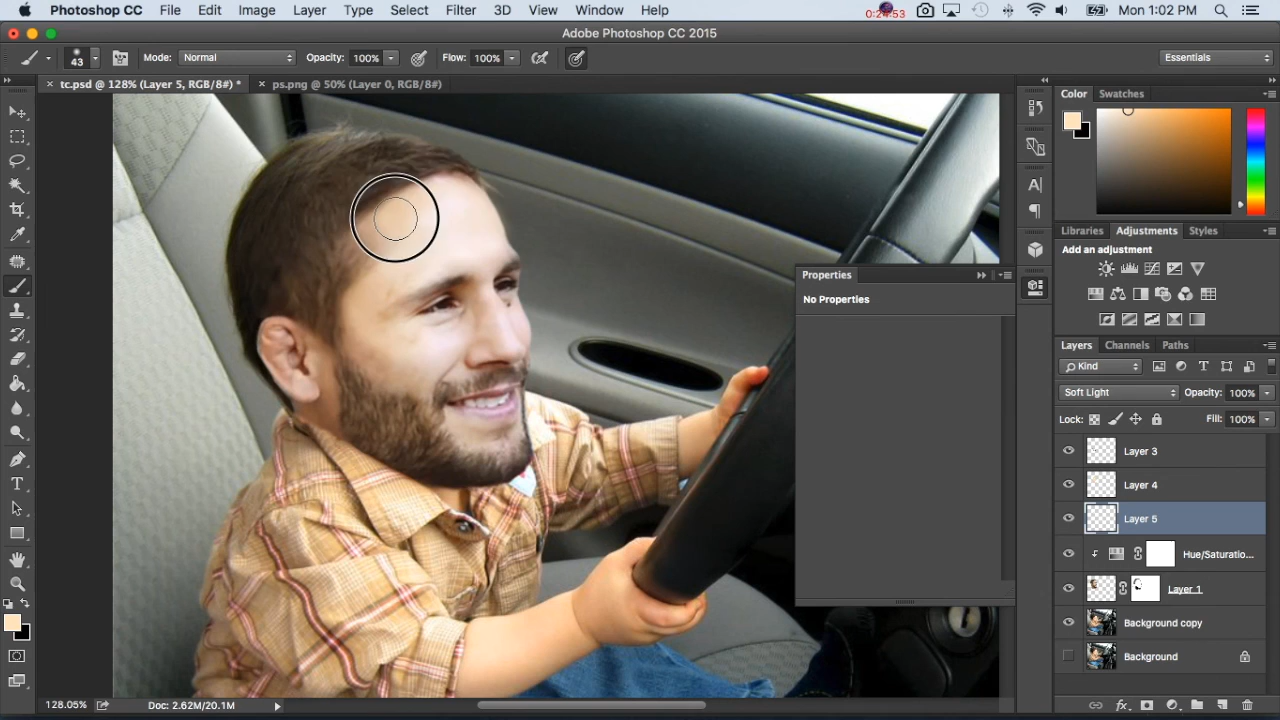 Photoshop CC File Edit Image Layer Type Select Filter 3D View Window Help 0:24:53 Mon 1:02 PM
Adobe Photoshop CC 2015
43 Mode: Normal Opacity: 100% Flow: 100% Essentials
tc.psd @ 128% (Layer 5, RGB/8#) * ps.png @ 50% (Layer 0, RGB/8#)
Color Swatches
Libraries Adjustments Styles
Add an adjustment
Properties
No Properties
Layers Channels Paths
Kind
Soft Light Opacity: 100%
Lock: Fill: 100%
Layer 3
Layer 4
Layer 5
Hue/Saturatio...
Layer 1
Background copy
Background
128.05% Doc: 2.62M/20.1M